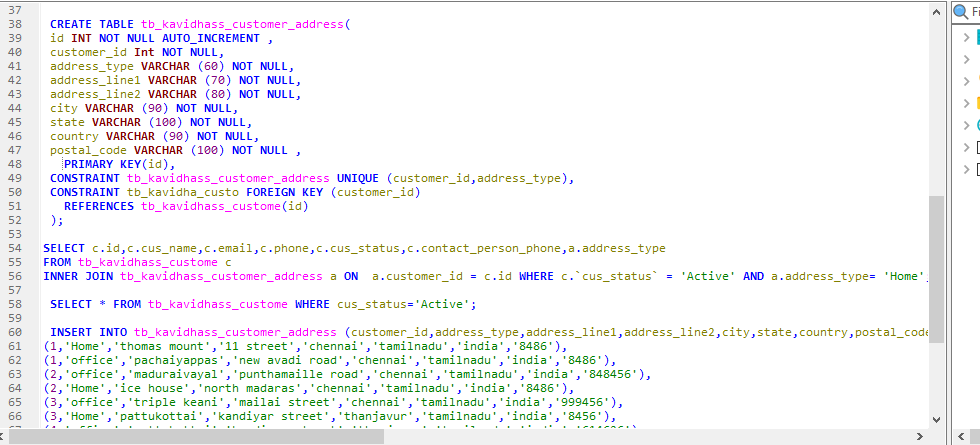 Fi
37
38 CREATE TABLE tb_kavidhass_customer_address(
39 id INT NOT NULL AUTO_INCREMENT ,
40 customer_id Int NOT NULL,
41 address_type VARCHAR (60) NOT NULL,
42 address_line1 VARCHAR (70) NOT NULL,
43 address_line2 VARCHAR (80) NOT NULL,
44 city VARCHAR (90) NOT NULL,
45 state VARCHAR (100) NOT NULL,
46 country VARCHAR (90) NOT NULL,
47 postal_code VARCHAR (100) NOT NULL ,
48 PRIMARY KEY(id),
49 CONSTRAINT tb_kavidhass_customer_address UNIQUE (customer_id,address_type),
50 CONSTRAINT tb_kavidha_custo FOREIGN KEY (customer_id)
51 REFERENCES tb_kavidhass_custome(id)
52 );
53
54 SELECT c.id,c.cus_name,c.email,c.phone,c.cus_status,c.contact_person_phone,a.address_type
55 FROM tb_kavidhass_custome c
56 INNER JOIN tb_kavidhass_customer_address a ON a.customer_id = c.id WHERE c.`cus_status` = 'Active' AND a.address_type= 'Home';
57
58 SELECT * FROM tb_kavidhass_custome WHERE cus_status='Active';
59
60 INSERT INTO tb_kavidhass_customer_address (customer_id,address_type,address_line1,address_line2,city,state,country,postal_code
61 (1,'Home','thomas mount','11 street','chennai','tamilnadu','india','8486'),
62 (1,'office','pachaiyappas','new avadi road','chennai','tamilnadu','india','8486'),
63 (2,'office','maduraivayal','punthamaille road','chennai','tamilnadu','india','848456'),
64 (2,'Home','ice house','north madaras','chennai','tamilnadu','india','8486'),
65 (3,'office','triple keani','mailai street','chennai','tamilnadu','india','999456'),
66 (3,'Home','pattukottai','kandiyar street','thanjavur','tamilnadu','india','8456'),